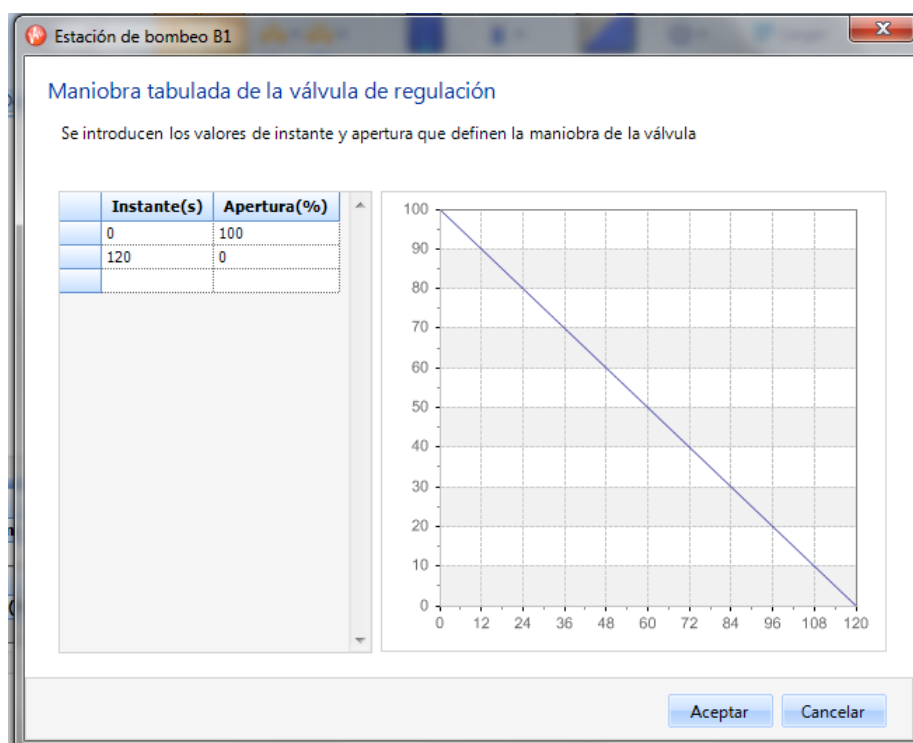 Estación de bombeo B1
Maniobra tabulada de la válvula de regulación
Se introducen los valores de instante y apertura que definen la maniobra de la válvula
Instante(s) Apertura(%)
0 100
120 0
100
90
80
70
60
50
40
30
20
10
0
0 12 24 36 48 60 72 84 96 108 120
Aceptar Cancelar